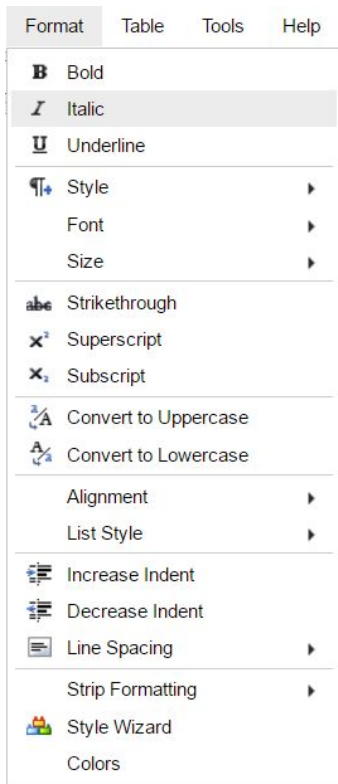 Format Table Tools Help
B Bold
I Italic
U Underline
Style
Font
Size
abc Strikethrough
x² Superscript
x₂ Subscript
a/A Convert to Uppercase
A/a Convert to Lowercase
Alignment
List Style
Increase Indent
Decrease Indent
Line Spacing
Strip Formatting
Style Wizard
Colors